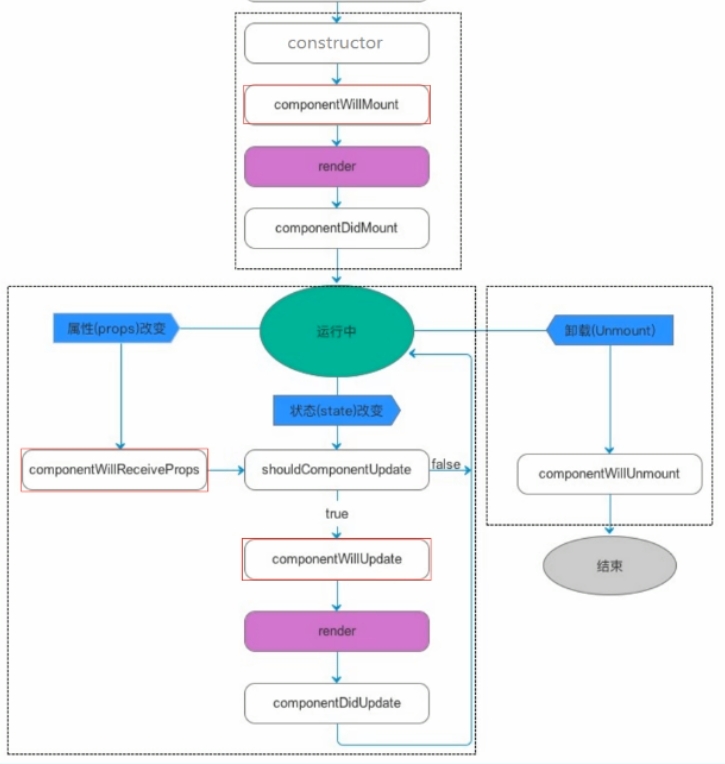 constructor
componentWillMount
render
componentDidMount
属性(props)改变
运行中
卸载(Unmount)
状态(state)改变
componentWillReceiveProps
shouldComponentUpdate
false
componentWillUnmount
true
componentWillUpdate
结束
render
componentDidUpdate